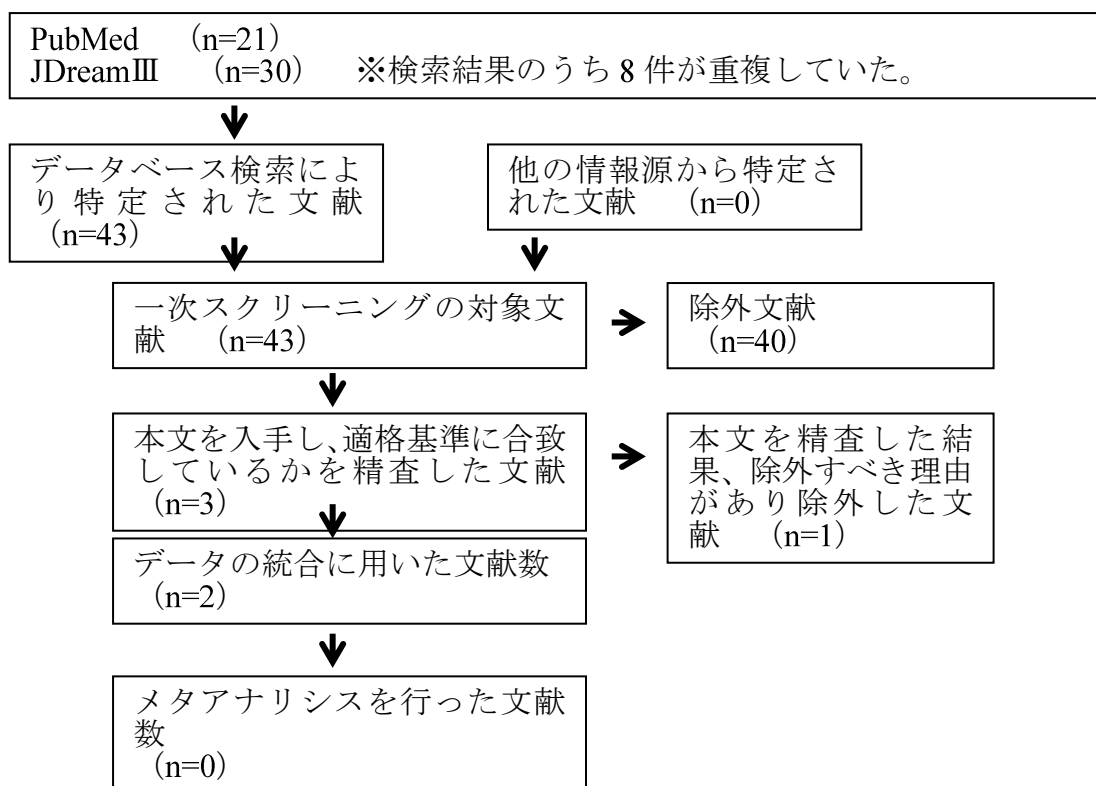 PubMed （n=21）
JDreamⅢ （n=30） ※検索結果のうち 8 件が重複していた。
データベース検索によ
り特定された文献
（n=43）
他の情報源から特定さ
れた文献 （n=0）
一次スクリーニングの対象文
献 （n=43）
除外文献
（n=40）
本文を入手し、適格基準に合致
しているかを精査した文献
（n=3）
本文を精査した結
果、除外すべき理由
があり除外した文
献 （n=1）
データの統合に用いた文献数
（n=2）
メタアナリシスを行った文献
数
（n=0）